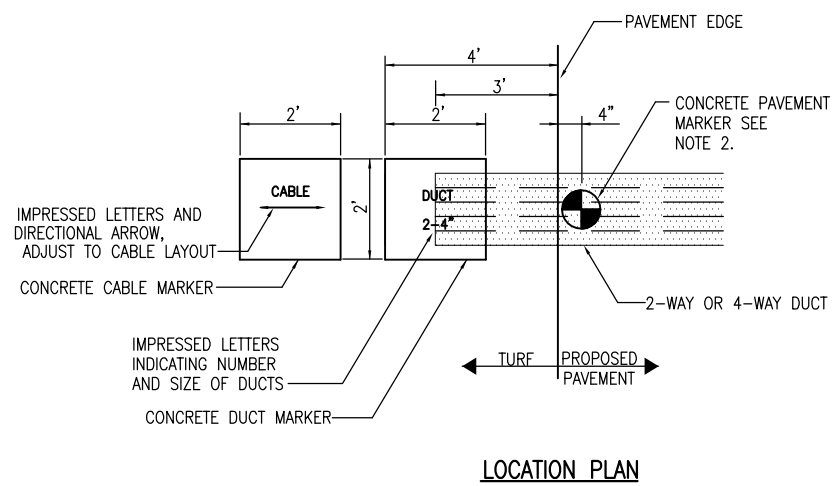 PAVEMENT EDGE
4'
3'
2'
2'
4"
CONCRETE PAVEMENT
MARKER SEE
NOTE 2.
CABLE
2'
DUCT
2-4"
IMPRESSED LETTERS AND
DIRECTIONAL ARROW,
ADJUST TO CABLE LAYOUT
CONCRETE CABLE MARKER
2-WAY OR 4-WAY DUCT
IMPRESSED LETTERS
INDICATING NUMBER
AND SIZE OF DUCTS
TURF
PROPOSED
PAVEMENT
CONCRETE DUCT MARKER
LOCATION PLAN